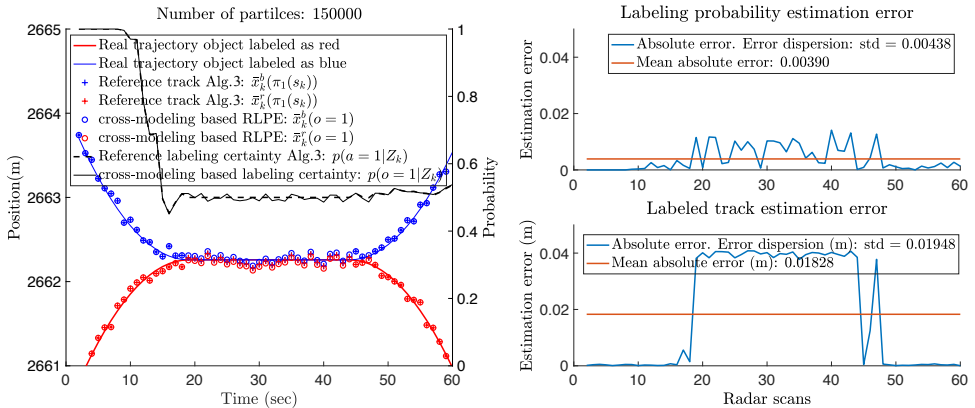 Number of partilces: 150000
2665
2664
2663
2662
2661
Position(m)
Real trajectory object labeled as red
Real trajectory object labeled as blue
Reference track Alg.3: x̄ᵇₖ(π₁(sₖ))
Reference track Alg.3: x̄ʳₖ(π₁(sₖ))
cross-modeling based RLPE: x̄ᵇₖ(o = 1)
cross-modeling based RLPE: x̄ʳₖ(o = 1)
Reference labeling certainty Alg.3: p(a = 1|Zₖ)
cross-modeling based labeling certainty: p(o = 1|Zₖ)
1
0.8
0.6
0.4
0.2
0
Probability
0 10 20 30 40 50 60
Time (sec)
Labeling probability estimation error
Absolute error. Error dispersion: std = 0.00438
Mean absolute error: 0.00390
0.04
0.02
0
Estimation error
0 10 20 30 40 50 60
Labeled track estimation error
Absolute error. Error dispersion (m): std = 0.01948
Mean absolute error (m): 0.01828
0.04
0.02
0
Estimation error (m)
0 10 20 30 40 50 60
Radar scans